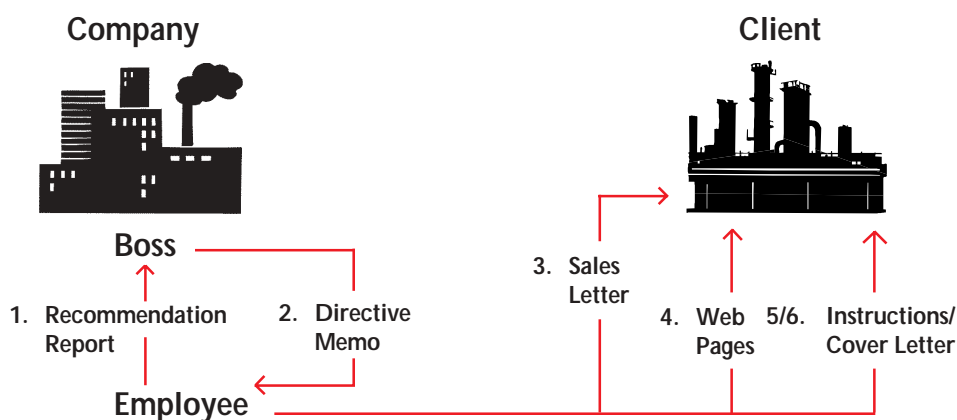 Company
Client
Boss
1. Recommendation
Report
2. Directive
Memo
3. Sales
Letter
4. Web
Pages
5/6. Instructions/
Cover Letter
Employee